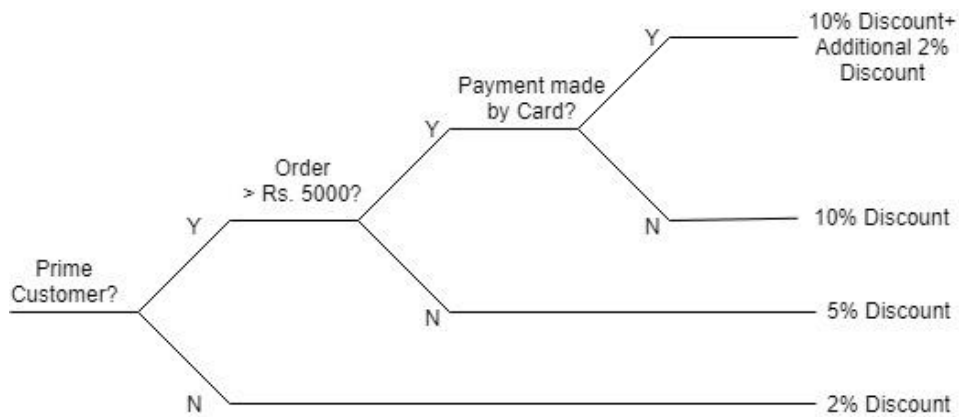 10% Discount+
Additional 2%
Discount
Y
Payment made
by Card?
Y
Order
> Rs. 5000?
N
10% Discount
Y
Prime
Customer?
N
5% Discount
N
2% Discount